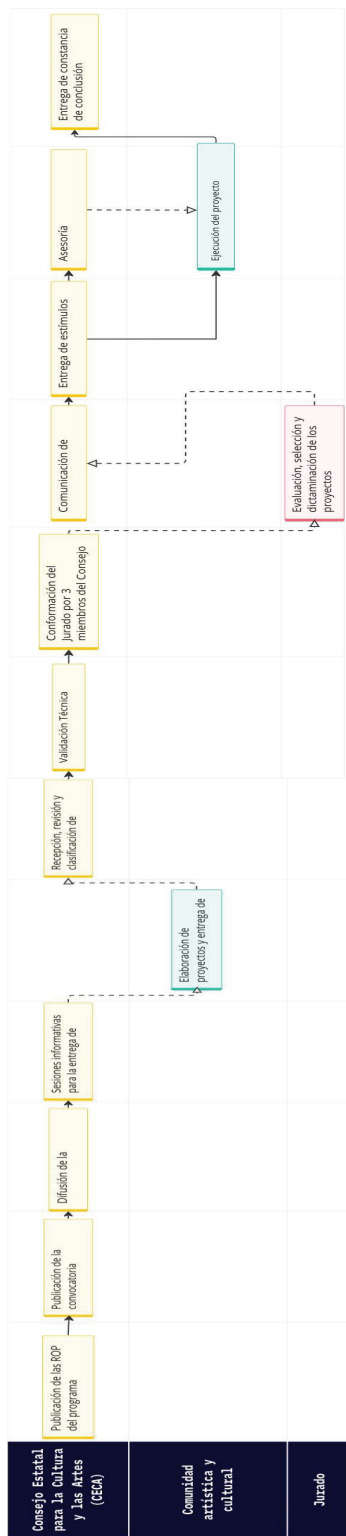 Consejo Estatal
para la Cultura
y las Artes
(CECA)
Publicación de las ROP
del programa
Publicación de la
convocatoria
Difusión de la
Sesiones informativas
para la entrega de
Recepción, revisión y
clasificación de
Validación Técnica
Conformación del
Jurado por 3
miembros del Consejo
Comunicación de
Entrega de estímulos
Asesoría
Entrega de constancia
de conclusión
Comunidad
artística y
cultural
Elaboración de
proyectos y entrega de
Ejecución del proyecto
Jurado
Evaluación, selección y
dictaminación de los
proyectos